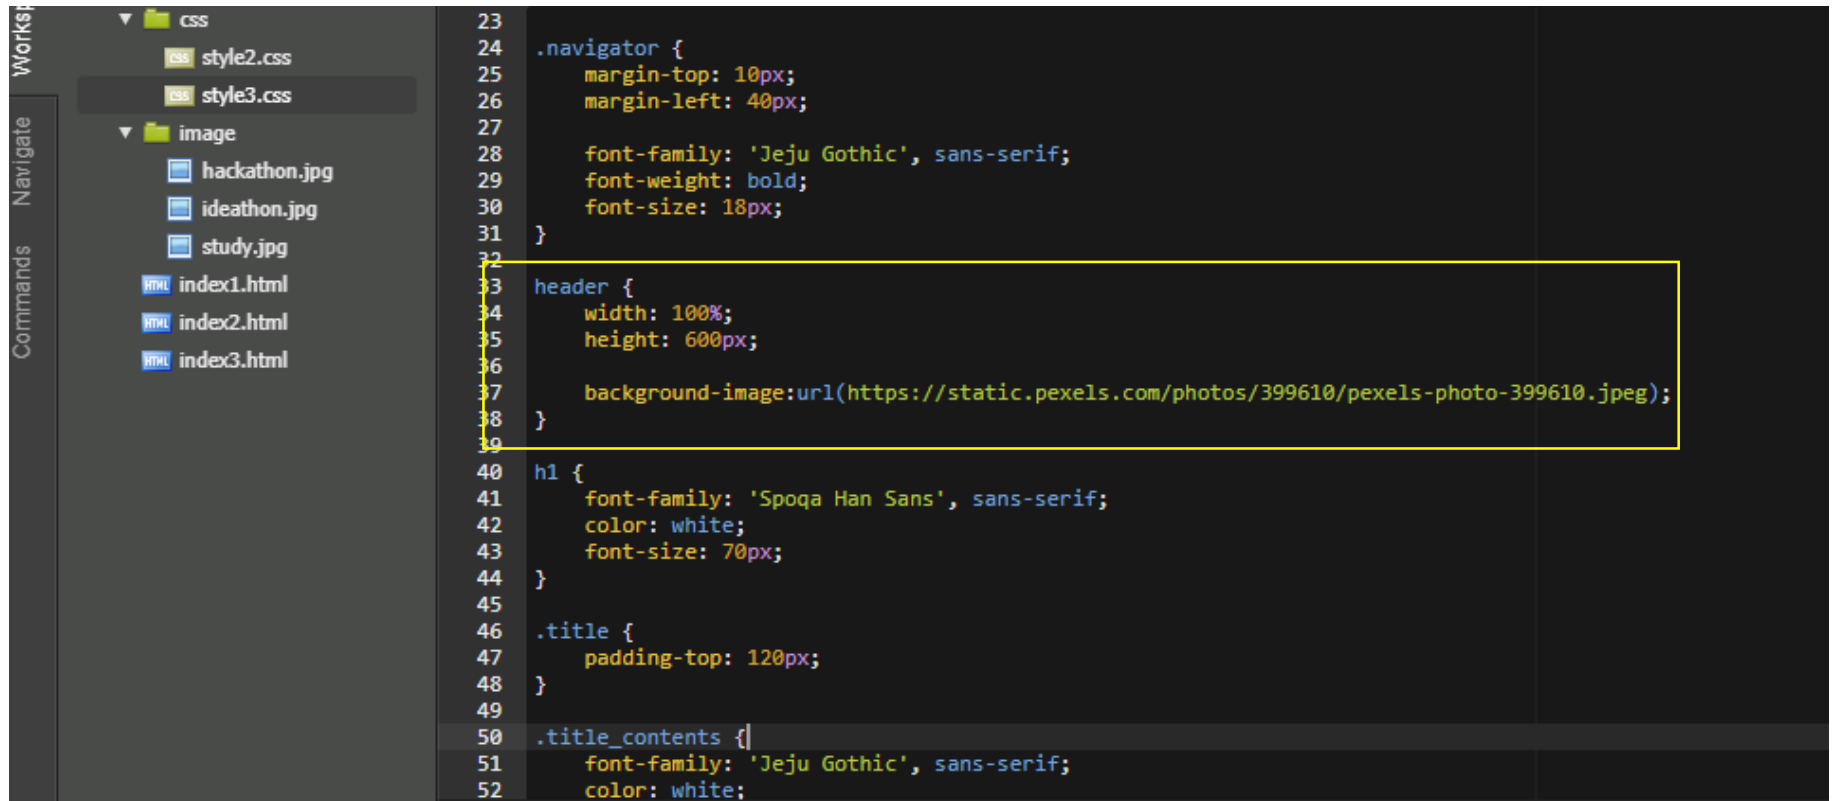 Worksp
Navigate
Commands
css
style2.css
style3.css
image
hackathon.jpg
ideathon.jpg
study.jpg
index1.html
index2.html
index3.html
23
24 .navigator {
25 margin-top: 10px;
26 margin-left: 40px;
27
28 font-family: 'Jeju Gothic', sans-serif;
29 font-weight: bold;
30 font-size: 18px;
31 }
32
33 header {
34 width: 100%;
35 height: 600px;
36
37 background-image:url(https://static.pexels.com/photos/399610/pexels-photo-399610.jpeg);
38 }
39
40 h1 {
41 font-family: 'Spoqa Han Sans', sans-serif;
42 color: white;
43 font-size: 70px;
44 }
45
46 .title {
47 padding-top: 120px;
48 }
49
50 .title_contents {
51 font-family: 'Jeju Gothic', sans-serif;
52 color: white;